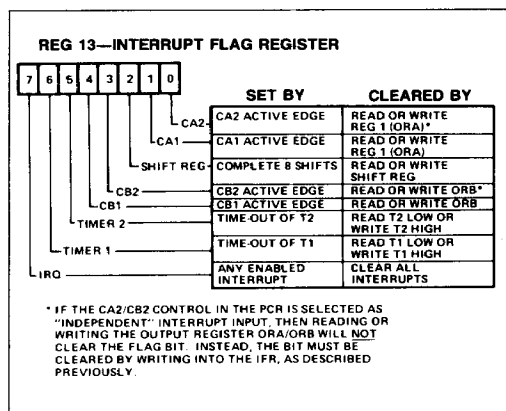 REG 13—INTERRUPT FLAG REGISTER
7 6 5 4 3 2 1 0
SET BY CLEARED BY
CA2 CA2 ACTIVE EDGE READ OR WRITE
REG 1 (ORA)*
CA1 CA1 ACTIVE EDGE READ OR WRITE
REG 1 (ORA)
SHIFT REG COMPLETE 8 SHIFTS READ OR WRITE
SHIFT REG
CB2 CB2 ACTIVE EDGE READ OR WRITE ORB*
CB1 CB1 ACTIVE EDGE READ OR WRITE ORB
TIMER 2 TIME-OUT OF T2 READ T2 LOW OR
WRITE T2 HIGH
TIMER 1 TIME-OUT OF T1 READ T1 LOW OR
WRITE T1 HIGH
IRQ ANY ENABLED CLEAR ALL
INTERRUPT INTERRUPTS
* IF THE CA2/CB2 CONTROL IN THE PCR IS SELECTED AS
"INDEPENDENT" INTERRUPT INPUT, THEN READING OR
WRITING THE OUTPUT REGISTER ORA/ORB WILL NOT
CLEAR THE FLAG BIT. INSTEAD, THE BIT MUST BE
CLEARED BY WRITING INTO THE IFR, AS DESCRIBED
PREVIOUSLY.